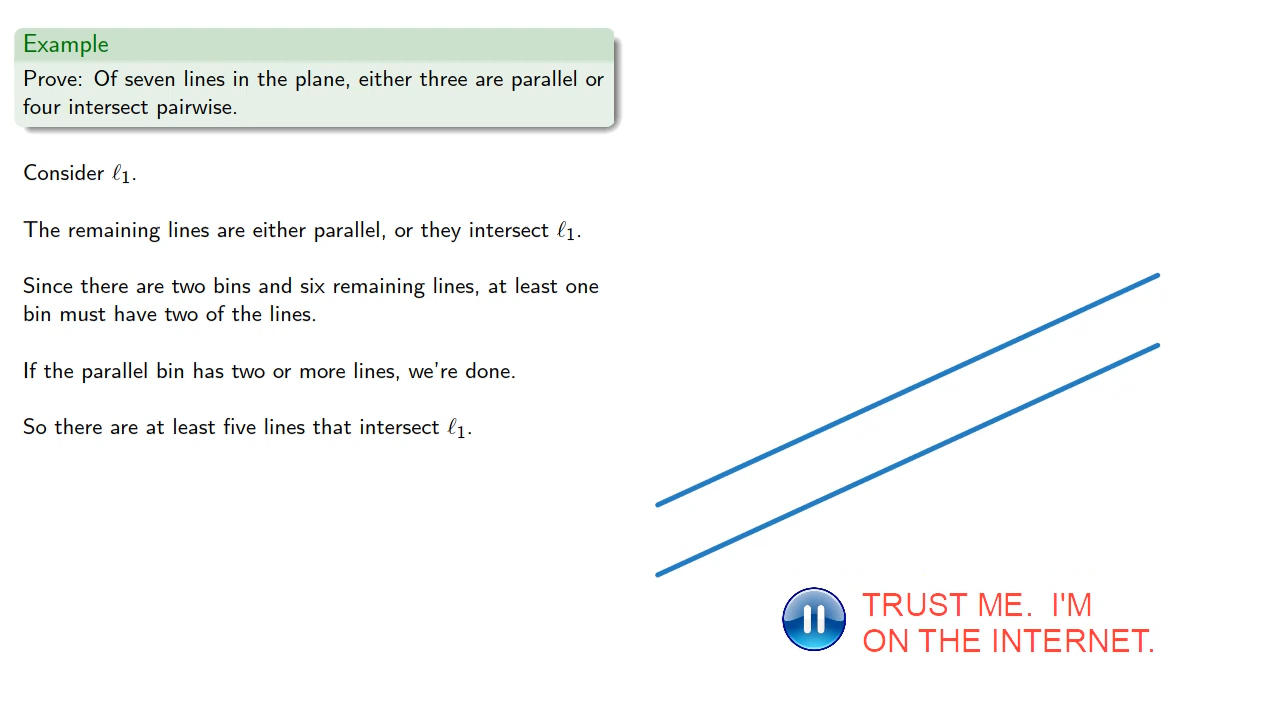 Example
Prove: Of seven lines in the plane, either three are parallel or
four intersect pairwise.
Consider ℓ₁.
The remaining lines are either parallel, or they intersect ℓ₁.
Since there are two bins and six remaining lines, at least one
bin must have two of the lines.
If the parallel bin has two or more lines, we're done.
So there are at least five lines that intersect ℓ₁.
TRUST ME. I'M
ON THE INTERNET.